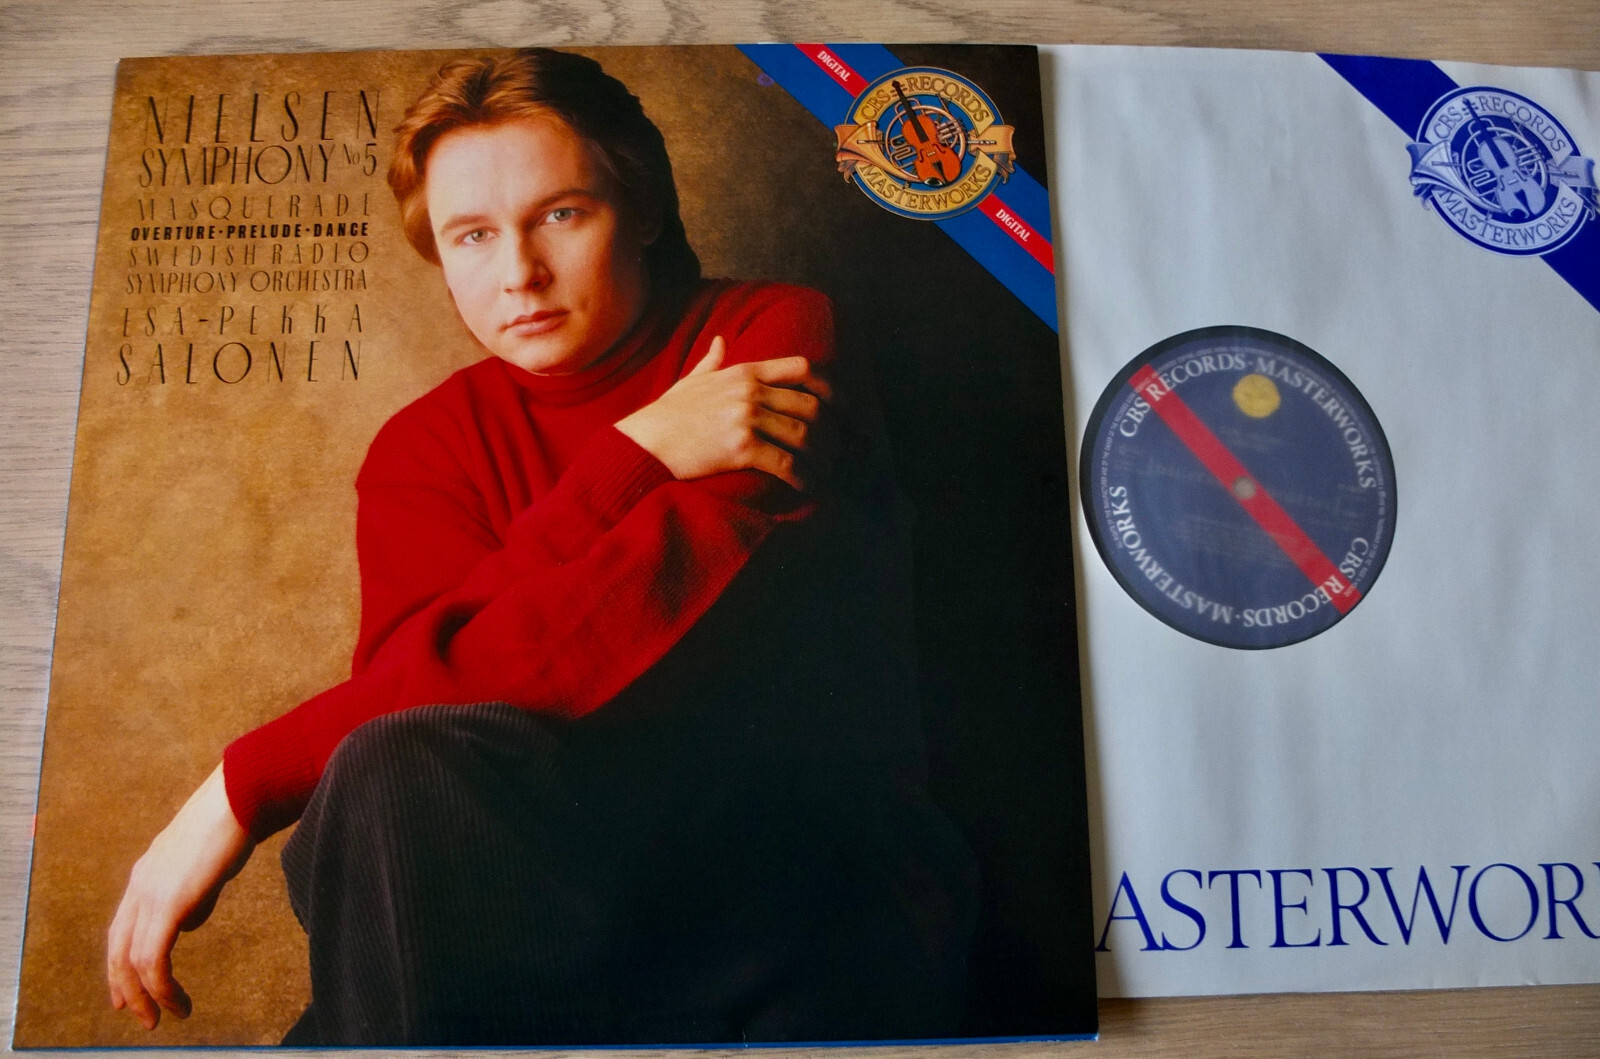 NIELSEN
SYMPHONY No 5
MASQUERADE
OVERTURE·PRELUDE·DANCE
SWEDISH RADIO
SYMPHONY ORCHESTRA
ESA-PEKKA
SALONEN
DIGITAL
CBS RECORDS
MASTERWORKS
DIGITAL
CBS RECORDS
MASTERWORKS
CBS RECORDS · MASTERWORKS
CBS RECORDS · MASTERWORKS
ASTERWOR